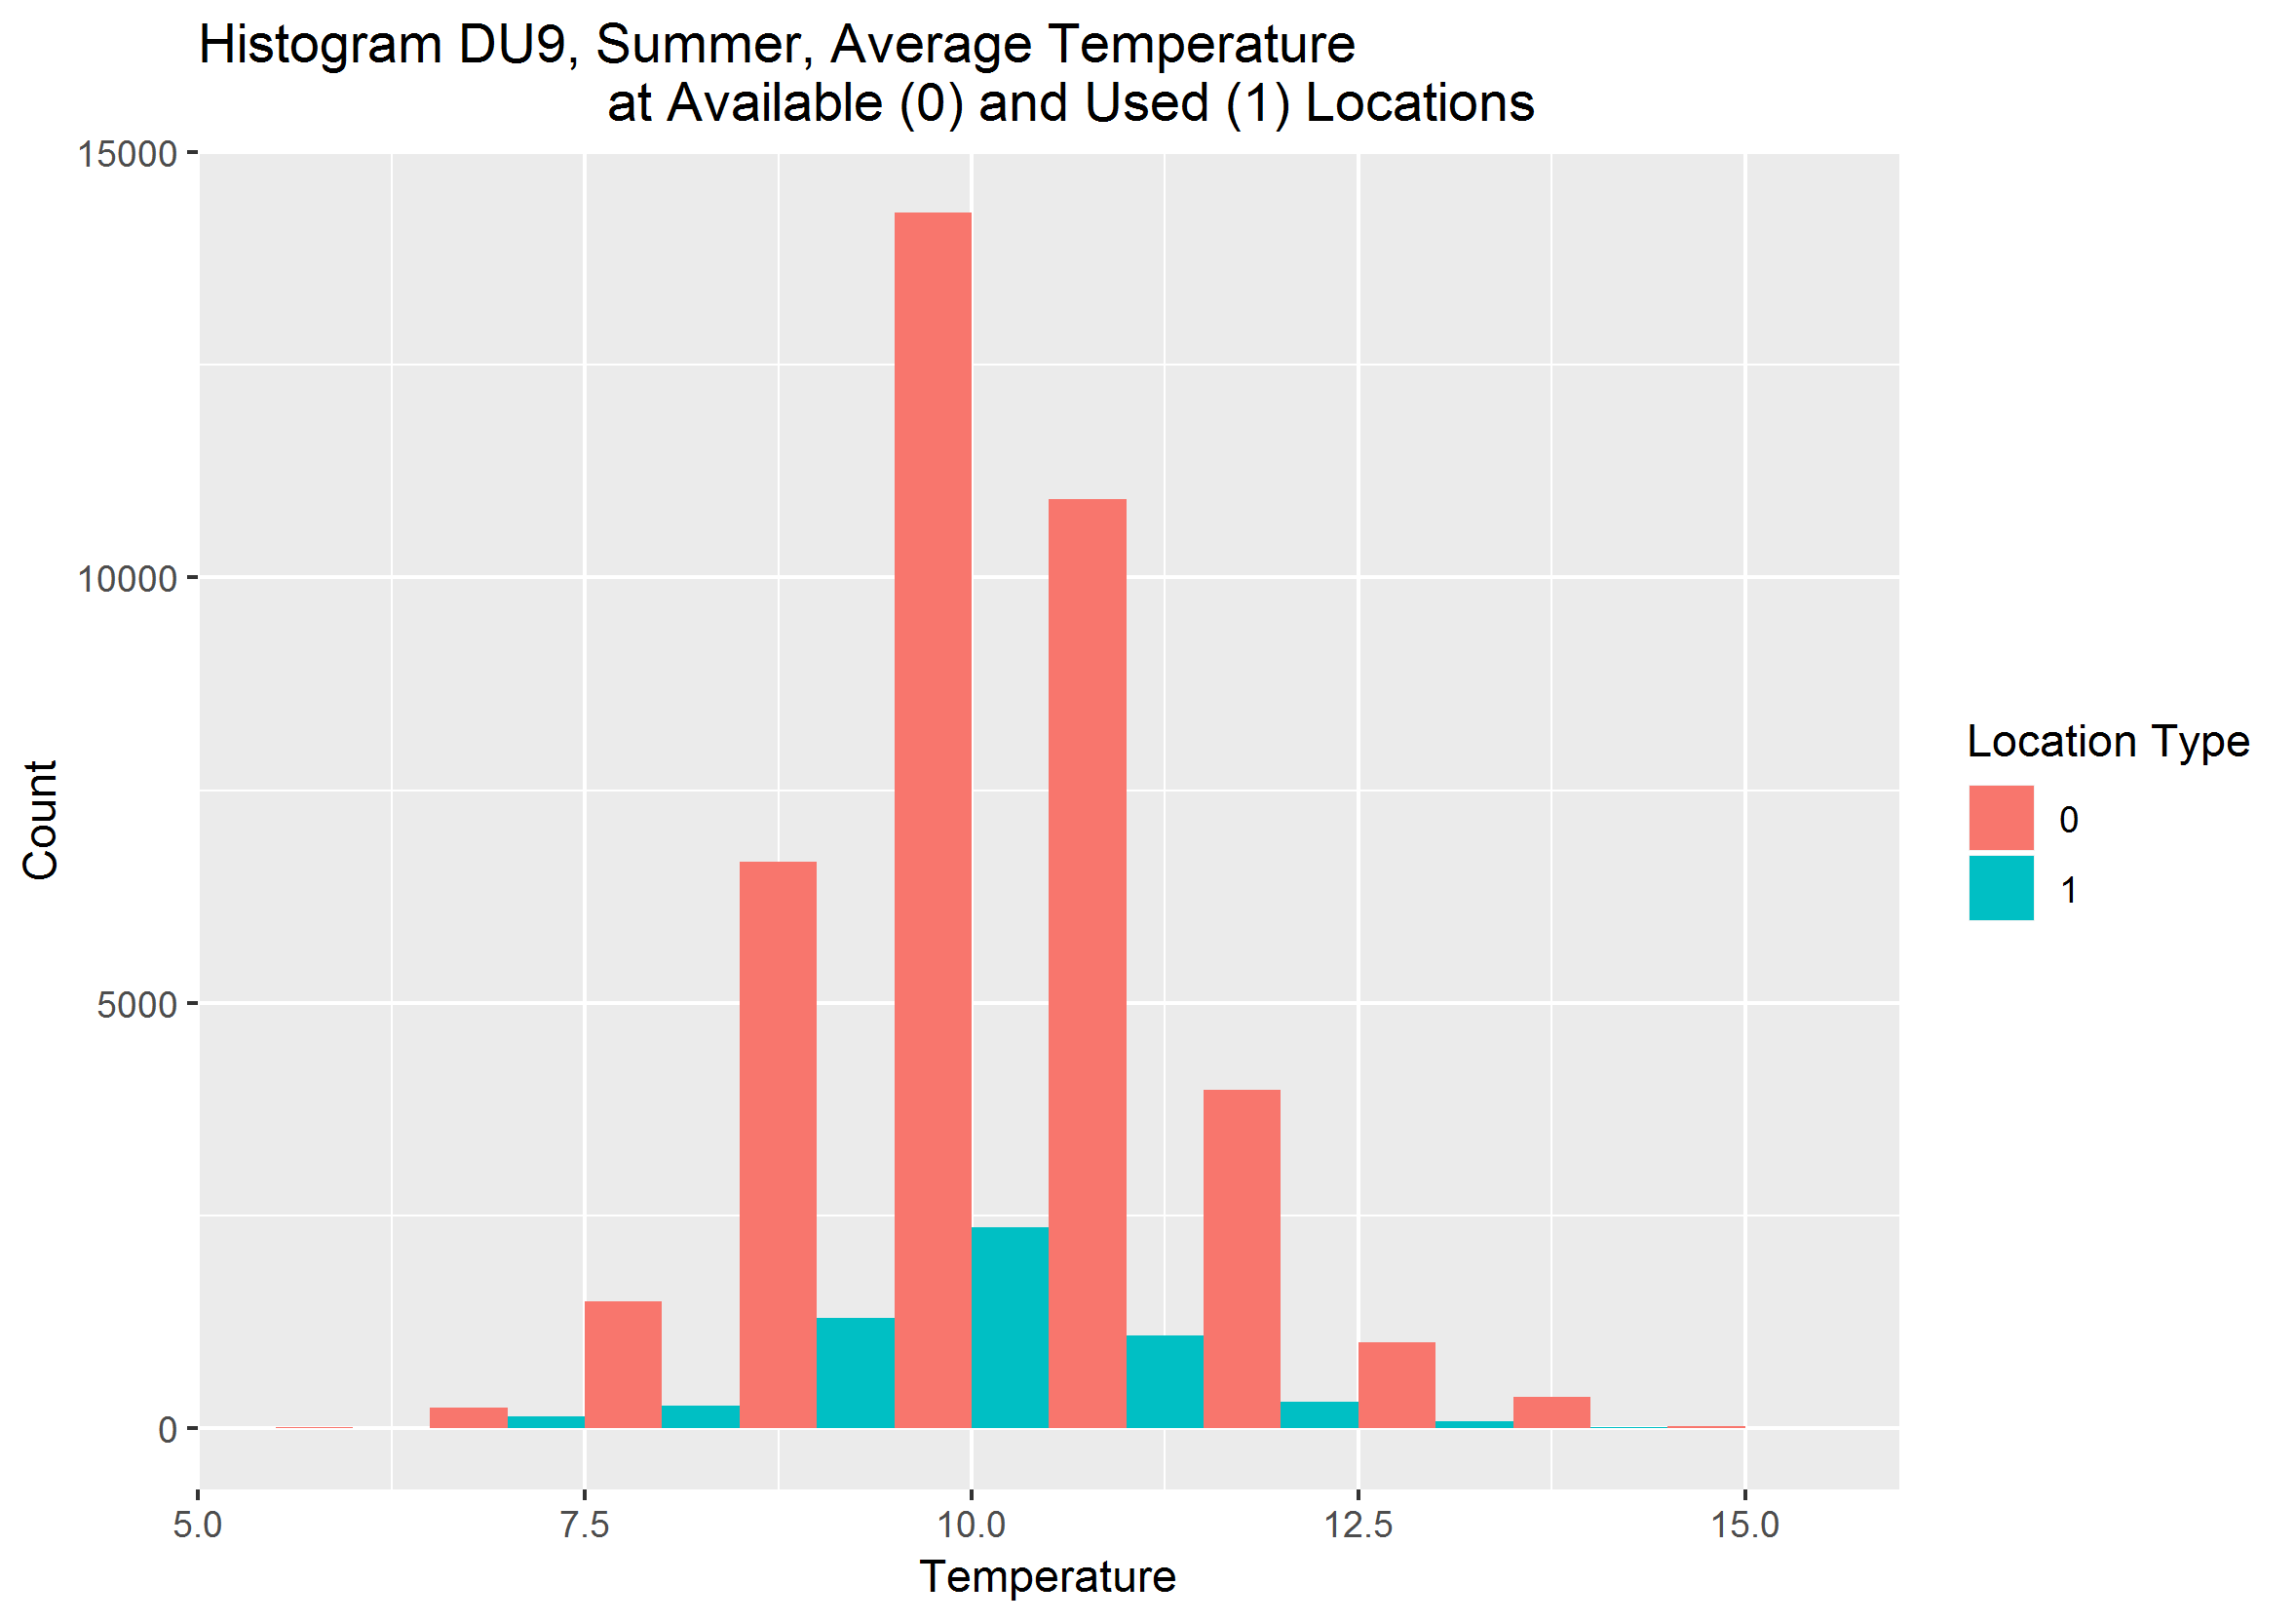 Histogram DU9, Summer, Average Temperature
at Available (0) and Used (1) Locations
15000
10000
5000
0
Count
5.0 7.5 10.0 12.5 15.0
Temperature
Location Type
0
1